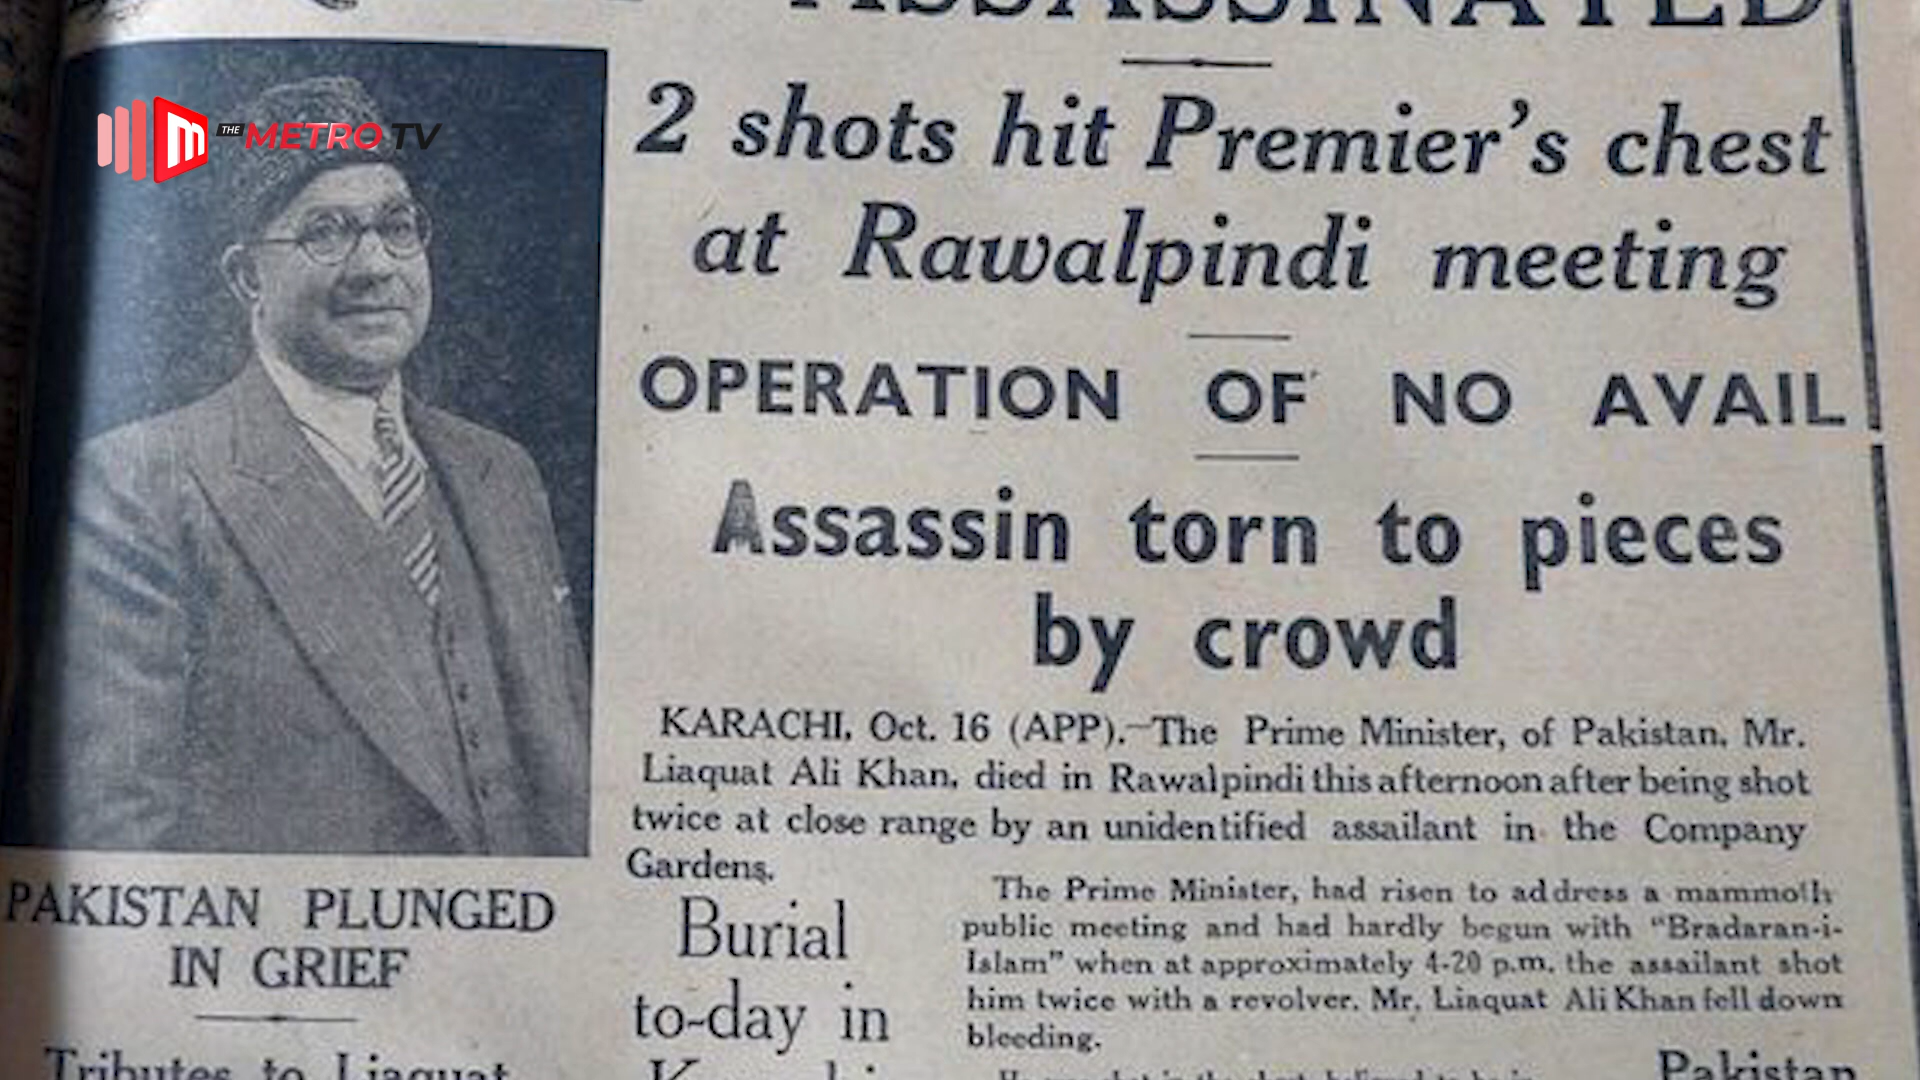 THE METRO TV
ASSASSINATED
2 shots hit Premier's chest
at Rawalpindi meeting
OPERATION OF NO AVAIL
Assassin torn to pieces
by crowd
KARACHI, Oct. 16 (APP).—The Prime Minister, of Pakistan, Mr.
Liaquat Ali Khan, died in Rawalpindi this afternoon after being shot
twice at close range by an unidentified assailant in the Company
Gardens.
PAKISTAN PLUNGED
IN GRIEF
Tributes to Liaquat
Burial
to-day in
The Prime Minister, had risen to address a mammoth
public meeting and had hardly begun with "Bradaran-i-
Islam" when at approximately 4-20 p.m. the assailant shot
him twice with a revolver. Mr. Liaquat Ali Khan fell down
bleeding.
Pakistan